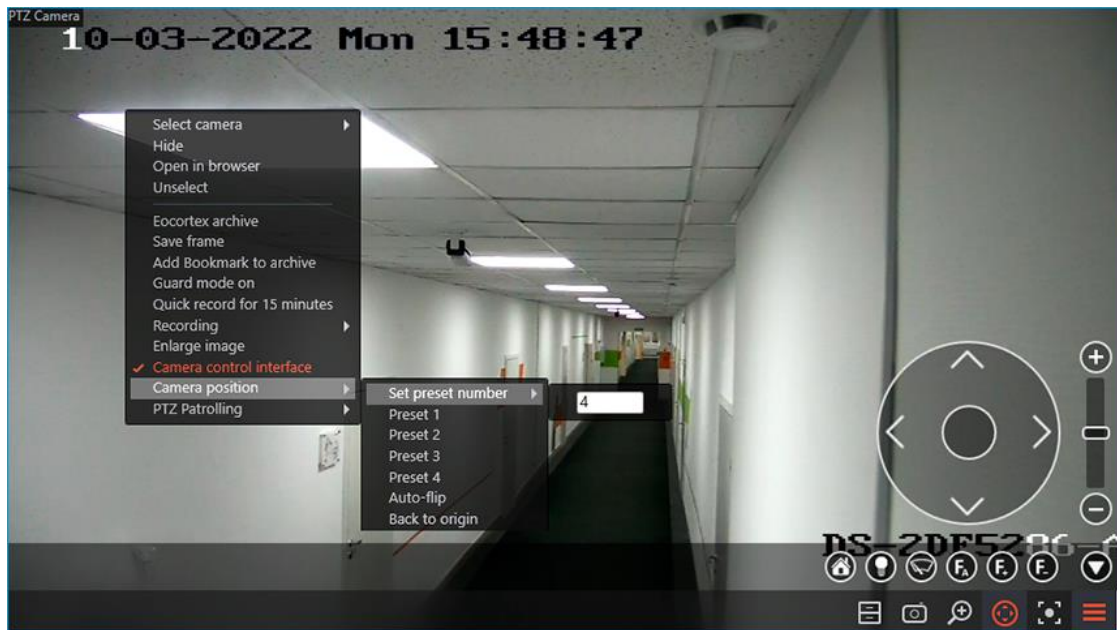 PTZ Camera
10-03-2022 Mon 15:48:47
Select camera
Hide
Open in browser
Unselect
Eocortex archive
Save frame
Add Bookmark to archive
Guard mode on
Quick record for 15 minutes
Recording
Enlarge image
Camera control interface
Camera position
PTZ Patrolling
Set preset number
4
Preset 1
Preset 2
Preset 3
Preset 4
Auto-flip
Back to origin
DS-2DF5286-
FA
F+
F-